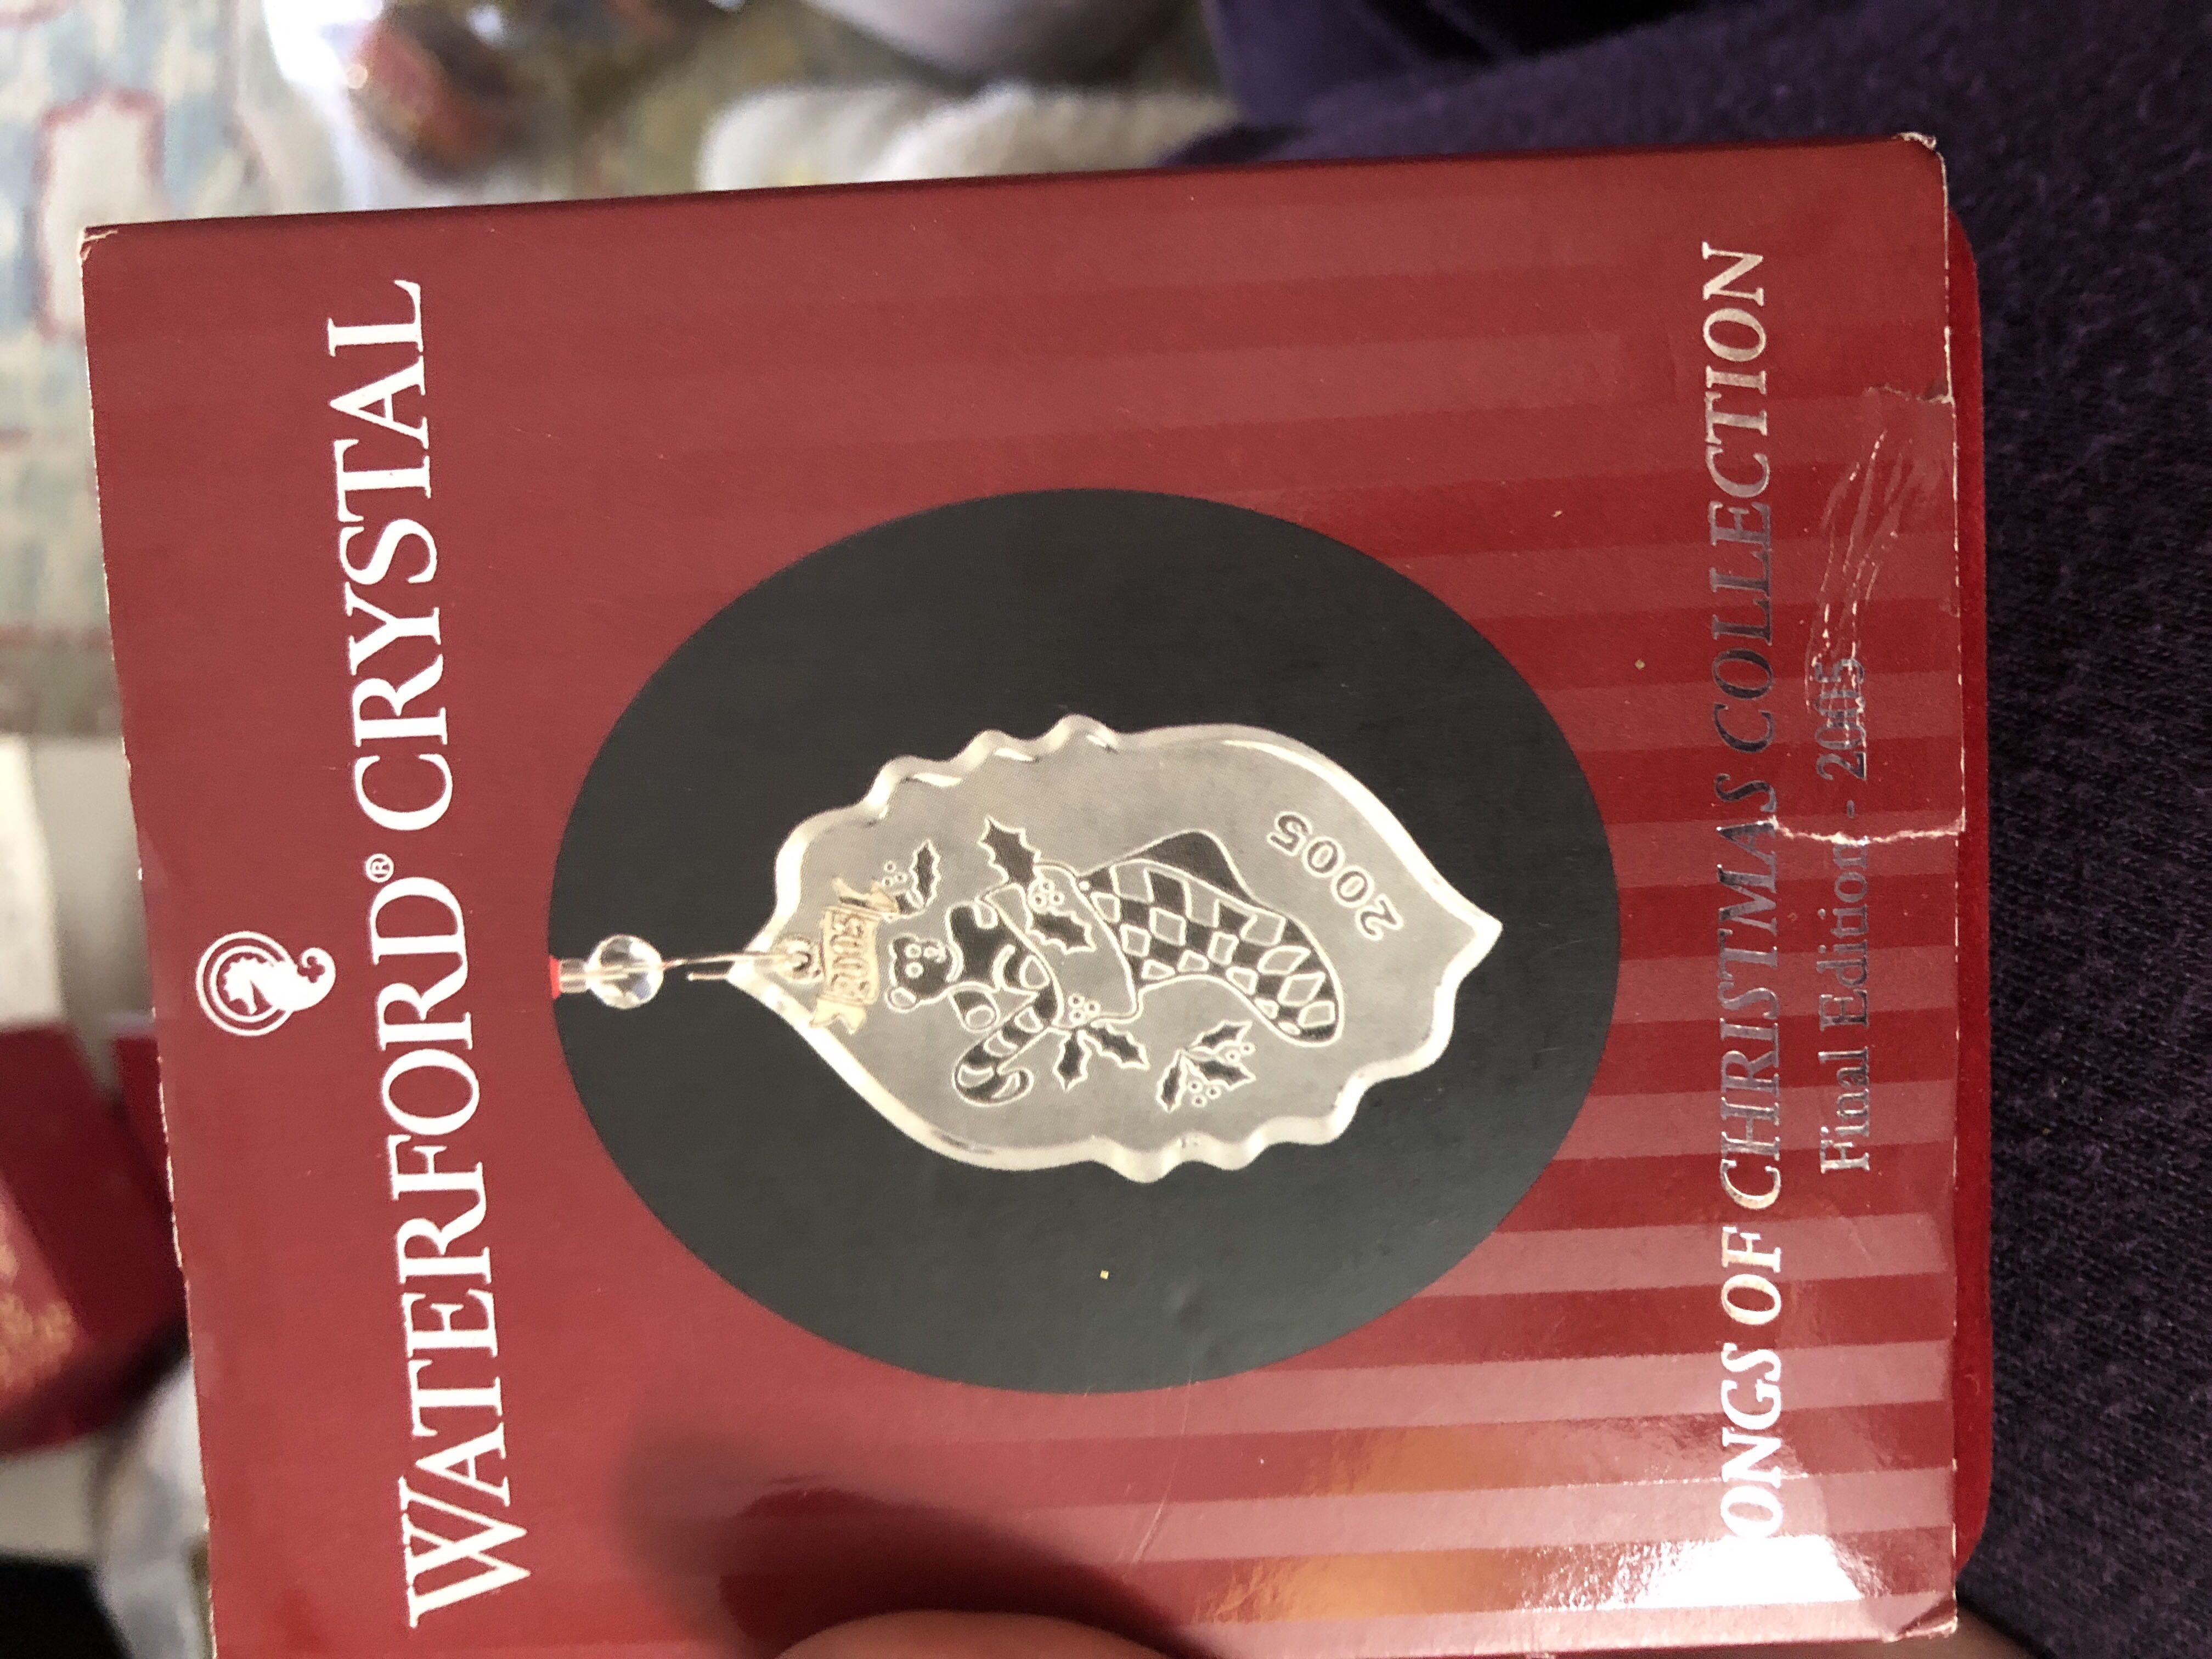 WATERFORD® CRYSTAL
2005
2005
ONGS OF CHRISTMAS COLLECTION
Final Edition - 2005